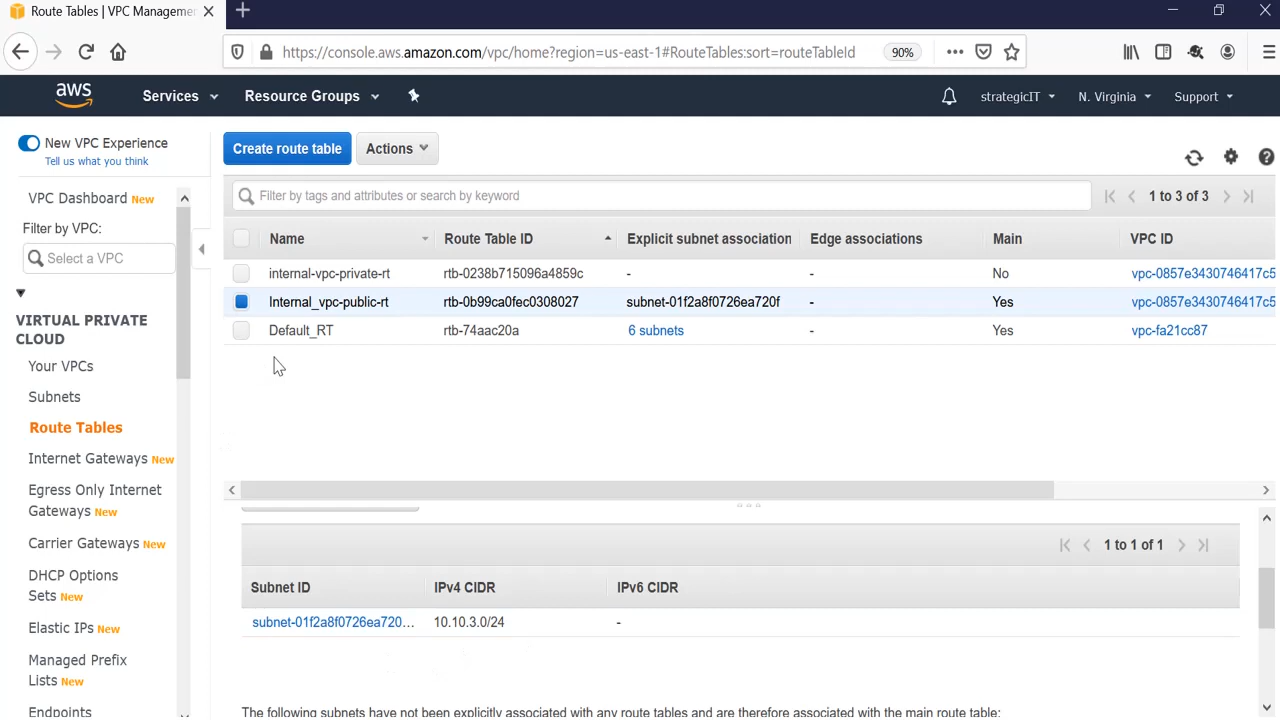 Route Tables | VPC Manageme
https://console.aws.amazon.com/vpc/home?region=us-east-1#RouteTables:sort=routeTableId
90%
aws
Services
Resource Groups
strategicIT
N. Virginia
Support
New VPC Experience
Tell us what you think
Create route table
Actions
VPC Dashboard New
Filter by VPC:
Select a VPC
VIRTUAL PRIVATE
CLOUD
Your VPCs
Subnets
Route Tables
Internet Gateways New
Egress Only Internet
Gateways New
Carrier Gateways New
DHCP Options
Sets New
Elastic IPs New
Managed Prefix
Lists New
Endpoints
Filter by tags and attributes or search by keyword
1 to 3 of 3
Name Route Table ID Explicit subnet association Edge associations Main VPC ID
internal-vpc-private-rt rtb-0238b715096a4859c - - No vpc-0857e3430746417c5
Internal_vpc-public-rt rtb-0b99ca0fec0308027 subnet-01f2a8f0726ea720f - Yes vpc-0857e3430746417c5
Default_RT rtb-74aac20a 6 subnets - Yes vpc-fa21cc87
1 to 1 of 1
Subnet ID IPv4 CIDR IPv6 CIDR
subnet-01f2a8f0726ea720... 10.10.3.0/24 -
The following subnets have not been explicitly associated with any route tables and are therefore associated with the main route table: